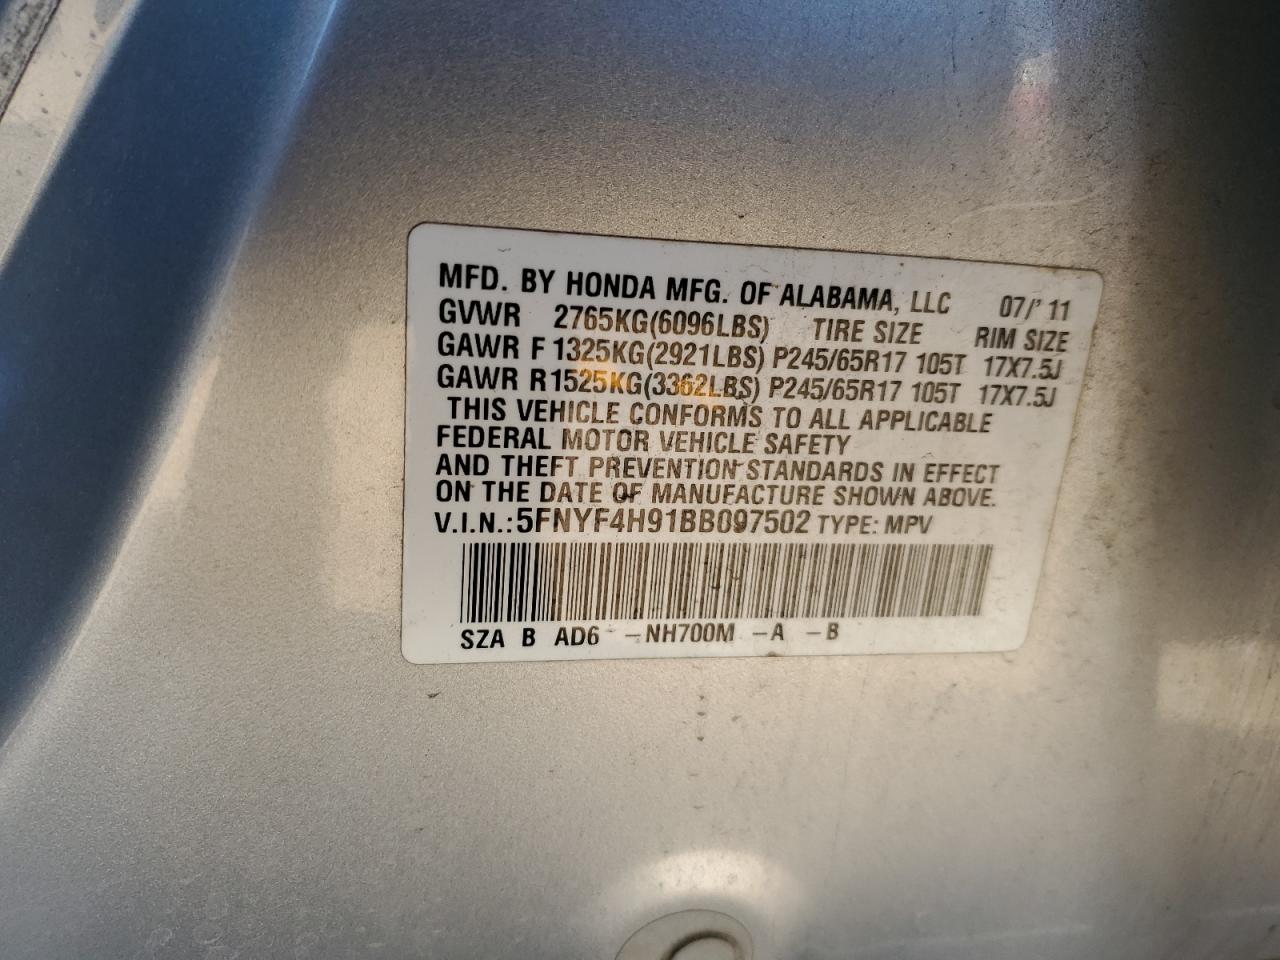 MFD. BY HONDA MFG. OF ALABAMA, LLC 07/'11
GVWR 2765KG(6096LBS) TIRE SIZE RIM SIZE
GAWR F 1325KG(2921LBS) P245/65R17 105T 17X7.5J
GAWR R1525KG(3362LBS) P245/65R17 105T 17X7.5J
THIS VEHICLE CONFORMS TO ALL APPLICABLE
FEDERAL MOTOR VEHICLE SAFETY
AND THEFT PREVENTION STANDARDS IN EFFECT
ON THE DATE OF MANUFACTURE SHOWN ABOVE.
V.I.N.:5FNYF4H91BB097502 TYPE: MPV
SZA B AD6 -NH700M -A -B